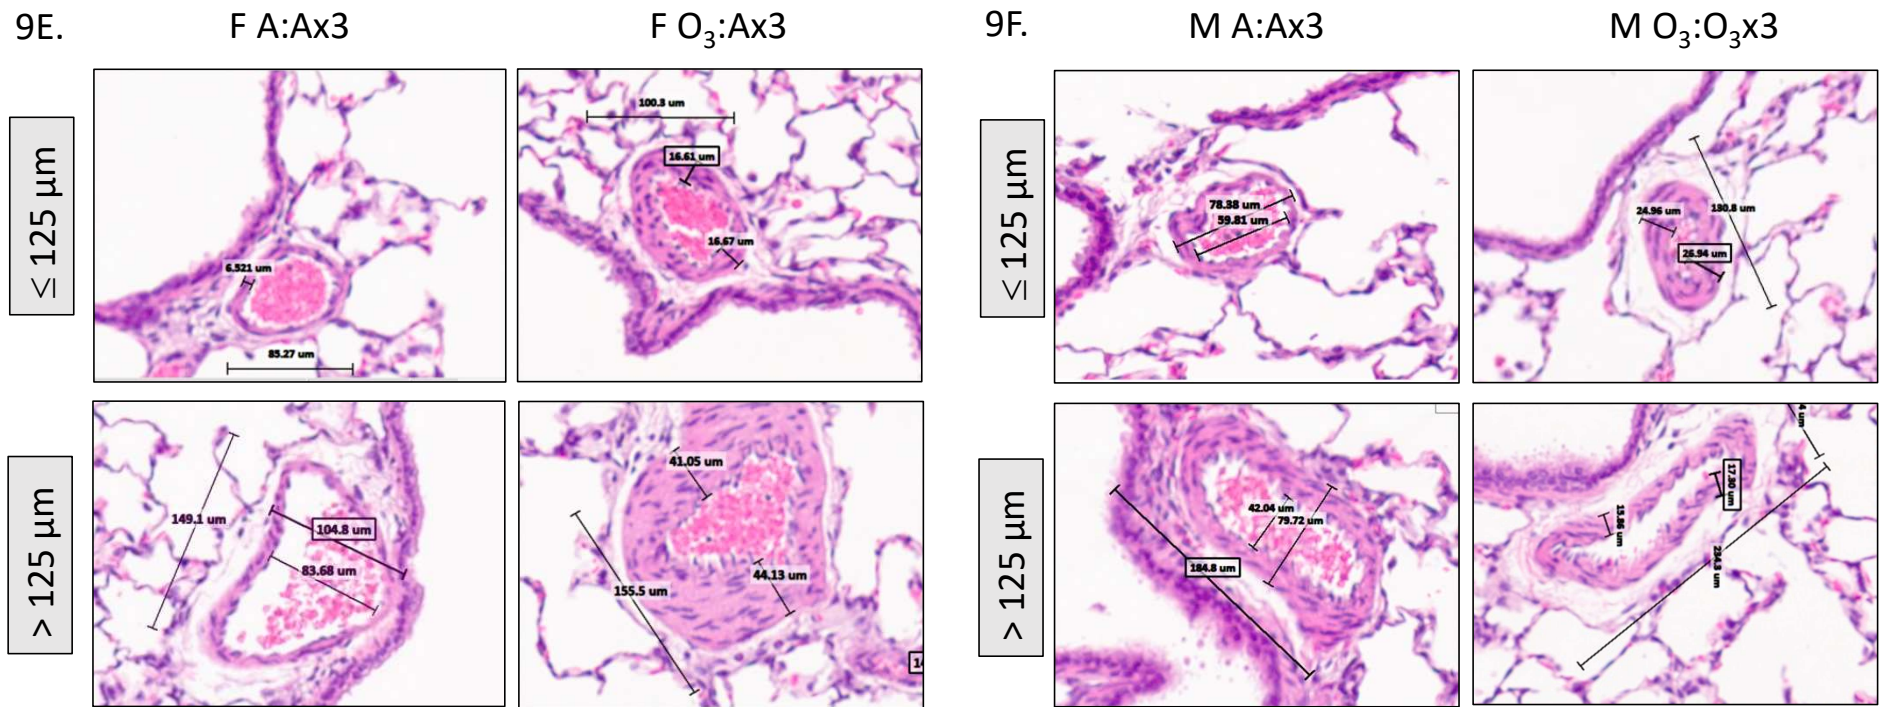 9E.
F A:Ax3
F O₃:Ax3
9F.
M A:Ax3
M O₃:O₃x3
≤ 125 µm
6.521 um
85.27 um
100.3 um
16.61 um
16.67 um
≤ 125 µm
78.38 um
59.81 um
24.96 um
130.8 um
26.94 um
> 125 µm
149.1 um
104.8 um
83.68 um
41.05 um
44.13 um
155.5 um
14
> 125 µm
42.04 um
79.72 um
184.8 um
4 um
17.30 um
15.86 um